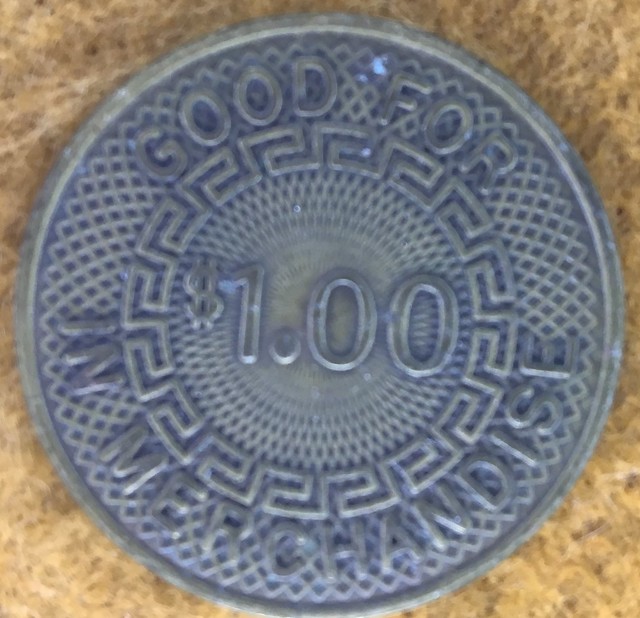 GOOD FOR
$1.00
IN MERCHANDISE